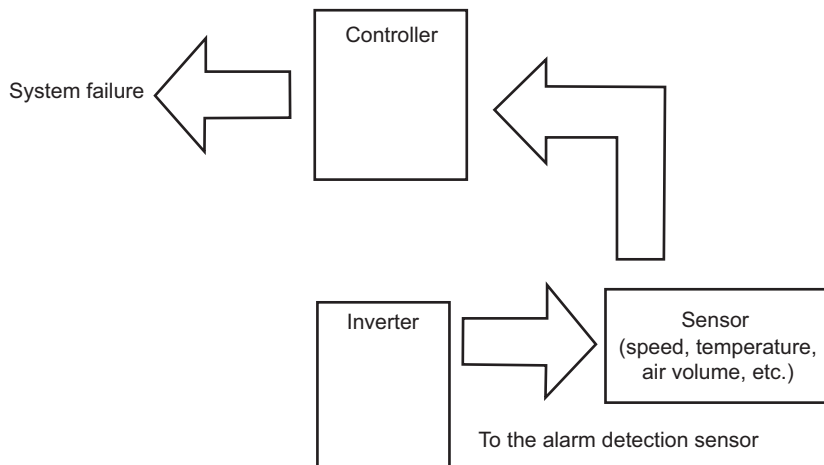 Controller
System failure
Inverter
Sensor
(speed, temperature,
air volume, etc.)
To the alarm detection sensor